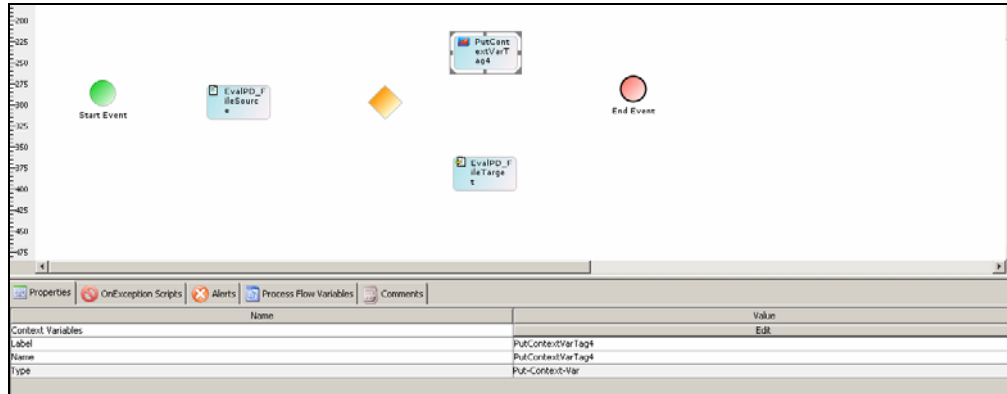 -200
-225
-250
-275
-300
-325
-350
-375
-400
-425
-450
-475
PutCont
extVarT
ag4
Start Event
EvalPD_F
ileSourc
e
End Event
EvalPD_F
ileTarge
t
Properties OnException Scripts Alerts Process Flow Variables Comments
Name Value
Context Variables Edit
Label PutContextVarTag4
Name PutContextVarTag4
Type Put-Context-Var